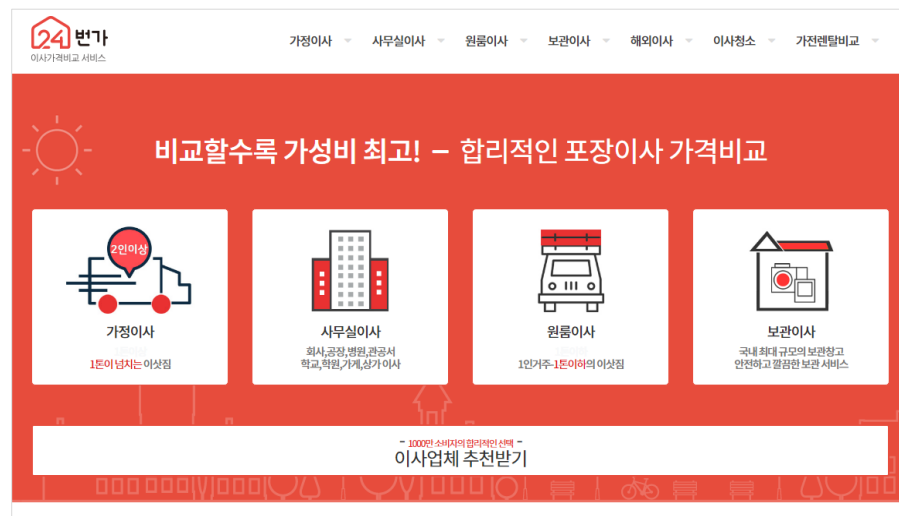 24번가
이사가격비교 서비스
가정이사 사무실이사 원룸이사 보관이사 해외이사 이사청소 가전렌탈비교
비교할수록 가성비 최고! – 합리적인 포장이사 가격비교
2인이상
가정이사
1톤이 넘치는 이삿짐
사무실이사
회사,공장,병원,관공서
학교,학원,가게,상가 이사
원룸이사
1인거주-1톤이하의 이삿짐
보관이사
국내 최대 규모의 보관창고
안전하고 깔끔한 보관 서비스
- 1000만 소비자의 합리적인 선택 -
이사업체 추천받기